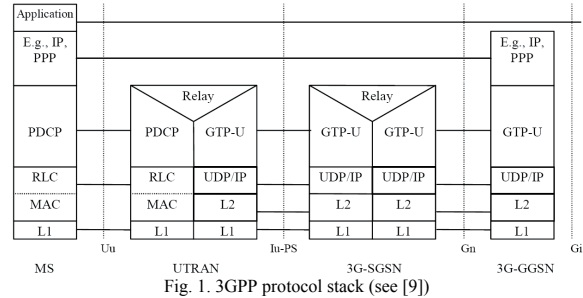 Application
E.g., IP, PPP
E.g., IP, PPP
Relay
Relay
PDCP PDCP GTP-U GTP-U GTP-U GTP-U
RLC RLC UDP/IP UDP/IP UDP/IP UDP/IP
MAC MAC L2 L2 L2 L2
L1 L1 L1 L1 L1 L1
Uu Iu-PS Gn Gi
MS UTRAN 3G-SGSN 3G-GGSN
Fig. 1. 3GPP protocol stack (see [9])